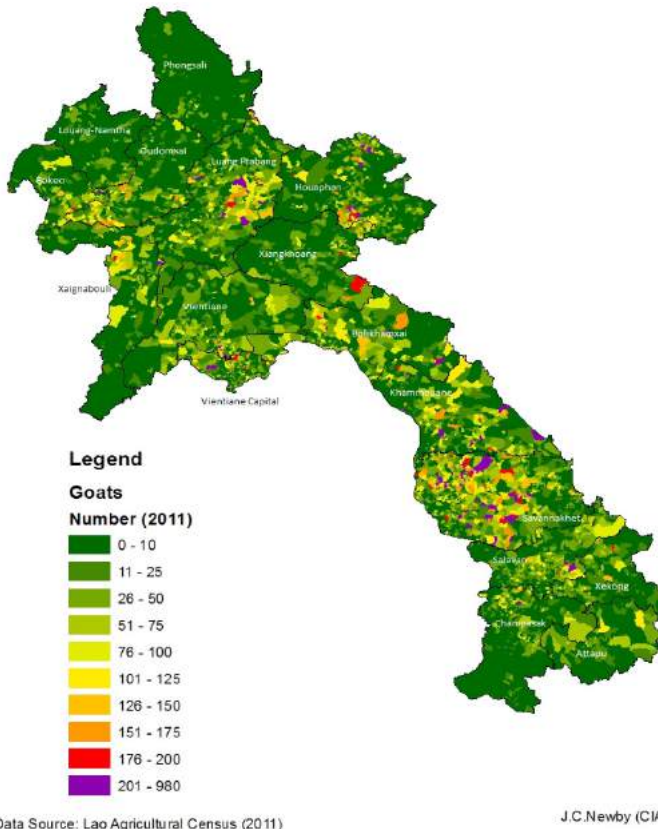 Phongsali
Louang-Namtha
Oudomxai
Luang Prabang
Bokeo
Houaphan
Xiangkhoang
Xaignabouli
Vientiane
Bolikhamxai
Vientiane Capital
Khammouane
Legend
Goats
Number (2011)
0 - 10
11 - 25
26 - 50
51 - 75
76 - 100
101 - 125
126 - 150
151 - 175
176 - 200
201 - 980
Savannakhet
Salavan
Xekong
Champasak
Attapu
Data Source: Lao Agricultural Census (2011)
J.C.Newby (CIA